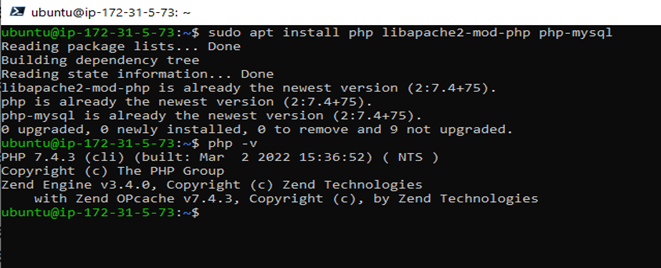 ubuntu@ip-172-31-5-73: ~
ubuntu@ip-172-31-5-73:~$ sudo apt install php libapache2-mod-php php-mysql
Reading package lists... Done
Building dependency tree
Reading state information... Done
libapache2-mod-php is already the newest version (2:7.4+75).
php is already the newest version (2:7.4+75).
php-mysql is already the newest version (2:7.4+75).
0 upgraded, 0 newly installed, 0 to remove and 9 not upgraded.
ubuntu@ip-172-31-5-73:~$ php -v
PHP 7.4.3 (cli) (built: Mar  2 2022 15:36:52) ( NTS )
Copyright (c) The PHP Group
Zend Engine v3.4.0, Copyright (c) Zend Technologies
    with Zend OPcache v7.4.3, Copyright (c), by Zend Technologies
ubuntu@ip-172-31-5-73:~$